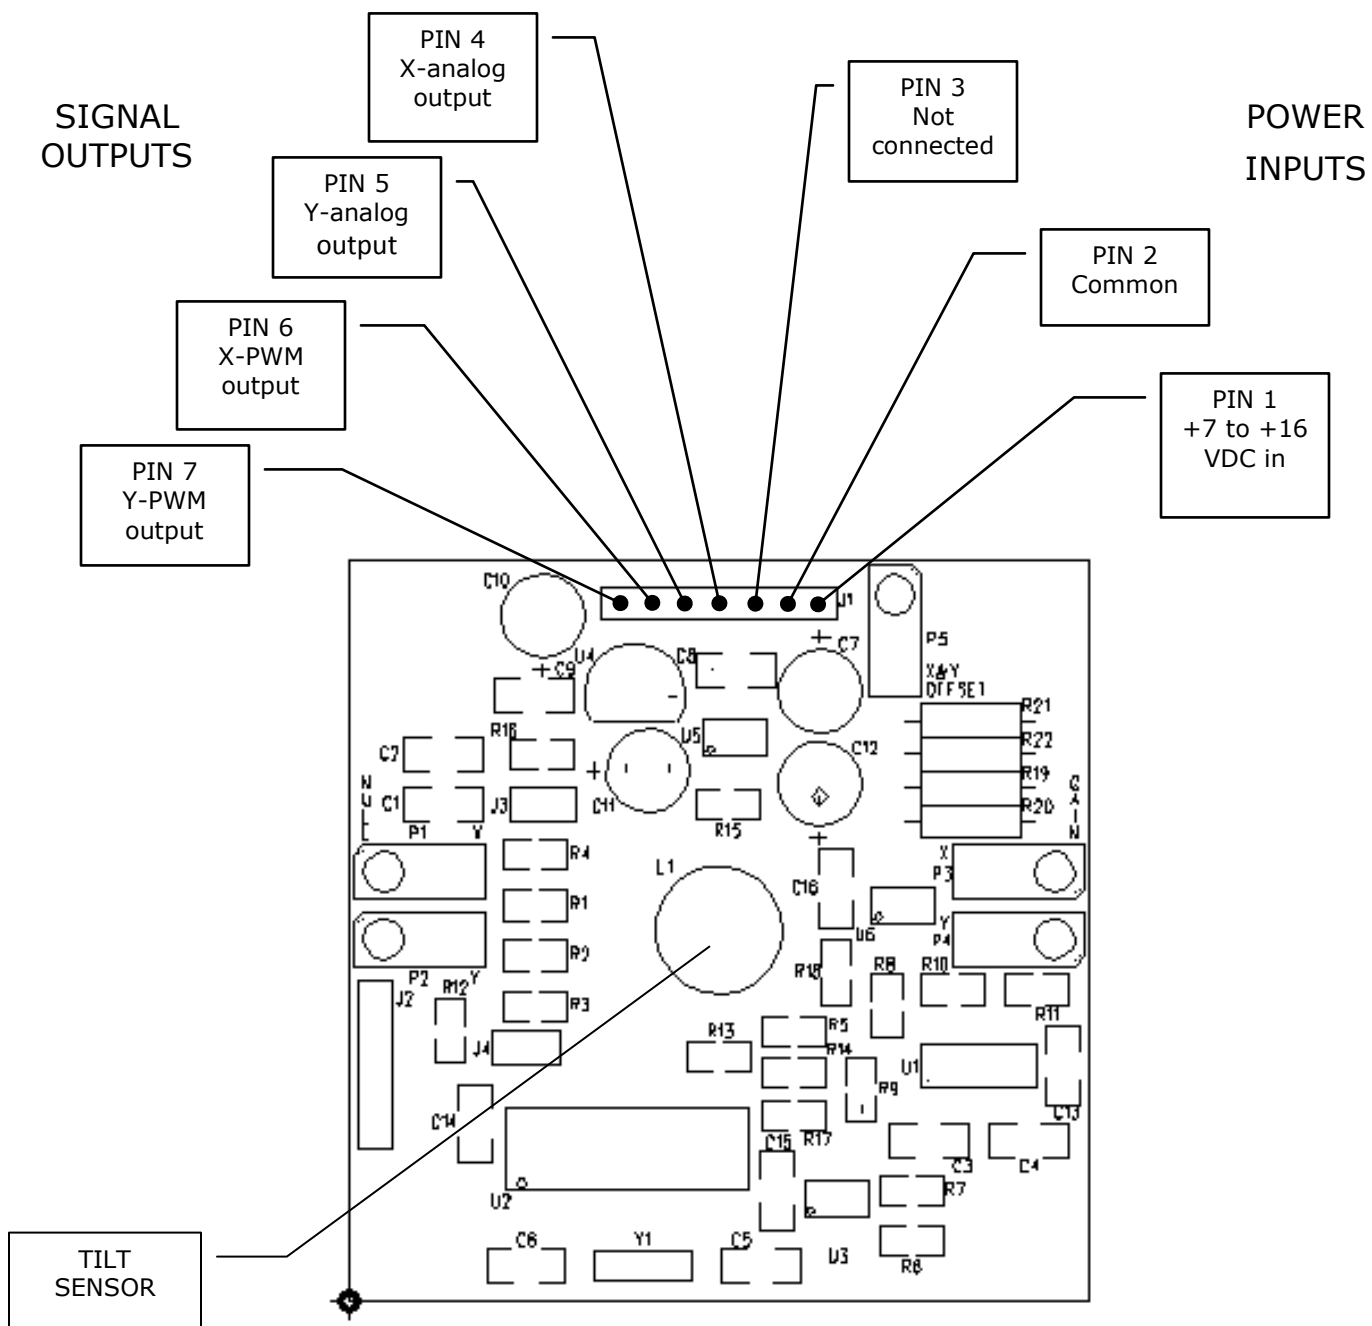 PIN 4
X-analog
output
PIN 3
Not
connected
SIGNAL
OUTPUTS
POWER
INPUTS
PIN 5
Y-analog
output
PIN 2
Common
PIN 6
X-PWM
output
PIN 1
+7 to +16
VDC in
PIN 7
Y-PWM
output
C10
J1
U4
C9
C8
C7
P5
X&Y
OFFSET
R21
R22
R19
R20
R16
U5
C12
C2
C1
J3
C11
R15
NULL
GAIN
P1
R4
L1
C16
X
P3
R1
U6
Y
P4
R2
P2
Y
R12
J2
R3
R18
R8
R10
R11
J4
R13
R5
R14
R9
U1
C13
C14
R17
C15
C3
C4
U2
R7
C6
Y1
C5
U3
R6
TILT
SENSOR